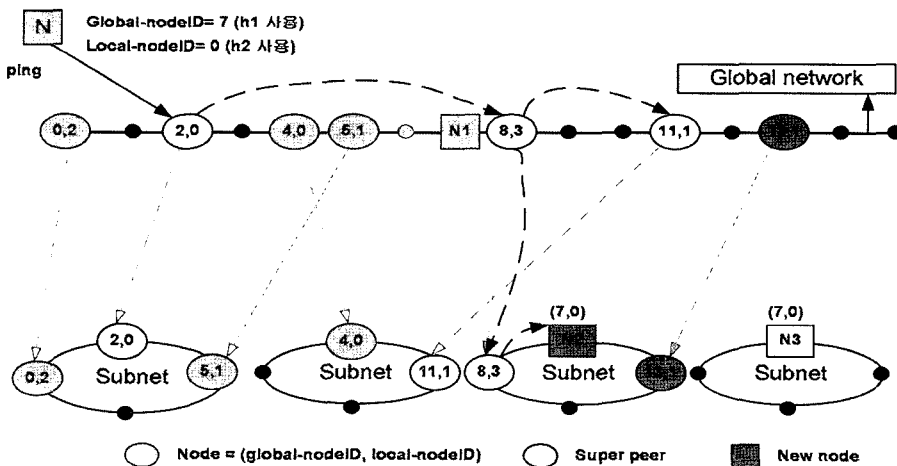 N
Global-nodeID= 7 (h1 사용)
Local-nodeID= 0 (h2 사용)
ping
Global network
0,2
2,0
4,0
5,1
N1
8,3
11,1
(7,0)
(7,0)
2,0
4,0
N3
0,2
Subnet
5,1
Subnet
11,1
8,3
Subnet
Subnet
Node = (global-nodeID, local-nodeID)
Super peer
New node